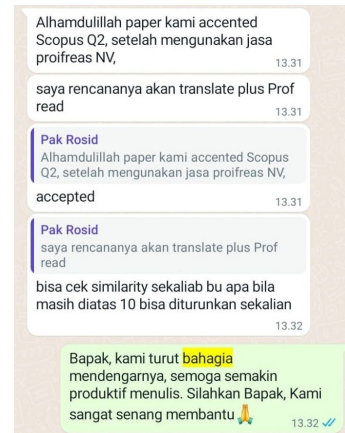 Alhamdulillah paper kami accented
Scopus Q2, setelah mengunakan jasa
proifreas NV,
13.31
saya rencananya akan translate plus Prof
read
13.31
Pak Rosid
Alhamdulillah paper kami accented Scopus
Q2, setelah mengunakan jasa proifreas NV,
accepted
13.31
Pak Rosid
saya rencananya akan translate plus Prof
read
bisa cek similarity sekaliab bu apa bila
masih diatas 10 bisa diturunkan sekalian
13.32
Bapak, kami turut bahagia
mendengarnya, semoga semakin
produktif menulis. Silahkan Bapak, Kami
sangat senang membantu🙏
13.32